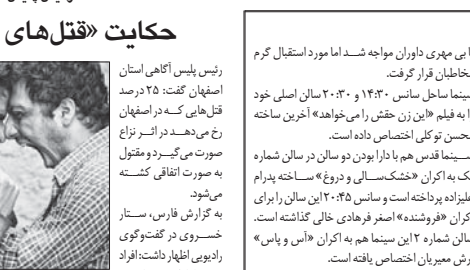 حکایت «قتل‌های
رئیس پلیس آگاهی استان
اصفهان گفت: ۲۵ درصد
قتل‌هایی که در اصفهان
رخ می‌دهد در اثر نزاع
صورت می‌گیرد و مقتول
به صورت اتفاقی کشته
می‌شود.
به گزارش فارس، ستار
خسروی در گفت‌وگوی
رادیویی اظهار داشت: افراد
با بی مهری داوران مواجه شد اما مورد استقبال گرم
مخاطبان قرار گرفت.
سینما ساحل سانس ۱۴:۳۰ و ۲۰:۳۰ سالن اصلی خود
را به فیلم «این زن حقش را می‌خواهد» آخرین ساخته
محسن توکلی اختصاص داده است.
سینما قدس هم با دارا بودن دو سالن در سالن شماره
یک به اکران «خشکسالی و دروغ» ساخته پدرام
علیزاده پرداخته است و سانس ۲۰:۴۵ این سالن را برای
اکران «فروشنده» اصغر فرهادی خالی گذاشته است.
سالن شماره ۲ این سینما هم به اکران «آس و پاس»
آرش معیریان اختصاص یافته است.